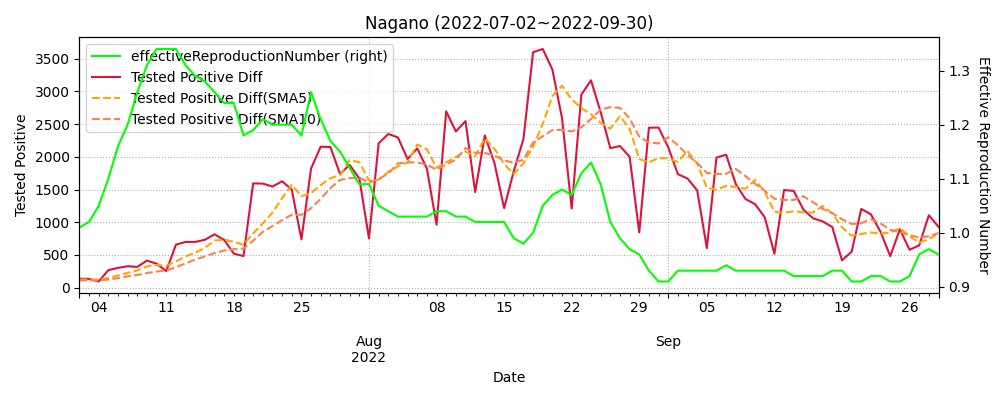 Nagano (2022-07-02~2022-09-30)
effectiveReproductionNumber (right)
Tested Positive Diff
Tested Positive Diff(SMA5)
Tested Positive Diff(SMA10)
Tested Positive
3500
3000
2500
2000
1500
1000
500
0
Effective Reproduction Number
1.3
1.2
1.1
1.0
0.9
04 11 18 25 08 15 22 29 05 12 19 26
Aug Sep
2022
Date